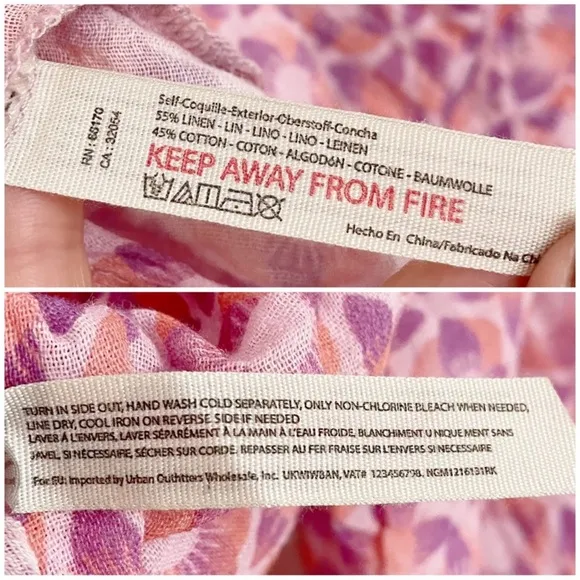 RN : 66170
CA : 32054
Self-Coquille-Exterior-Oberstoff-Concha
55% LINEN - LIN - LINO - LINO - LEINEN
45% COTTON - COTON - ALGODÓN - COTONE - BAUMWOLLE
KEEP AWAY FROM FIRE
Hecho En China/Fabricado Na Ch
TURN IN SIDE OUT, HAND WASH COLD SEPARATELY, ONLY NON-CHLORINE BLEACH WHEN NEEDED,
LINE DRY, COOL IRON ON REVERSE SIDE IF NEEDED
LAVER À L'ENVERS, LAVER SÉPARÉMENT À LA MAIN À L'EAU FROIDE, BLANCHIMENT U NIQUE MENT SANS
JAVEL, SI NÉCESSAIRE, SÉCHER SUR CORDE. REPASSER AU FER FRAISE SUR L'ENVERS SI NÉCESSAIRE
For EU: Imported by Urban Outfitters Wholesale, Inc. UKWIWBAN, VAT# 123456798. NGM1216131RK